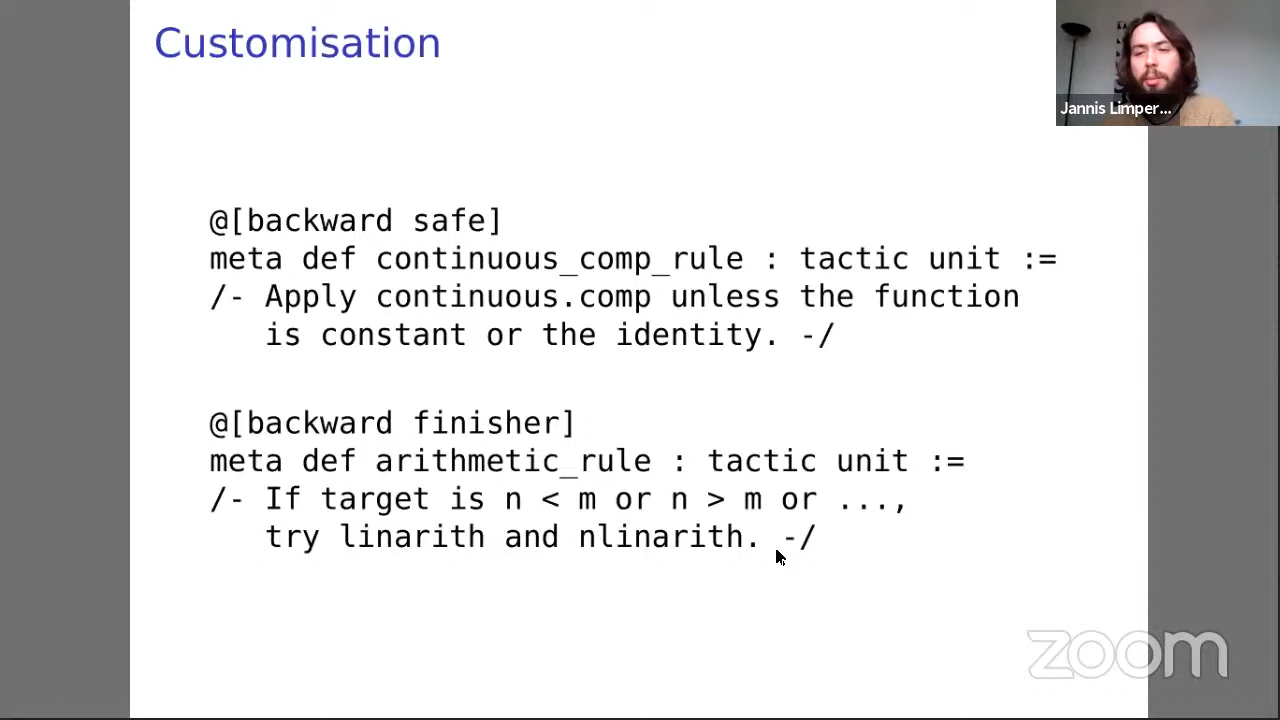 Customisation
Jannis Limper...
@[backward safe]
meta def continuous_comp_rule : tactic unit :=
/- Apply continuous.comp unless the function
is constant or the identity. -/
@[backward finisher]
meta def arithmetic_rule : tactic unit :=
/- If target is n < m or n > m or ...,
try linarith and nlinarith. -/
zoom